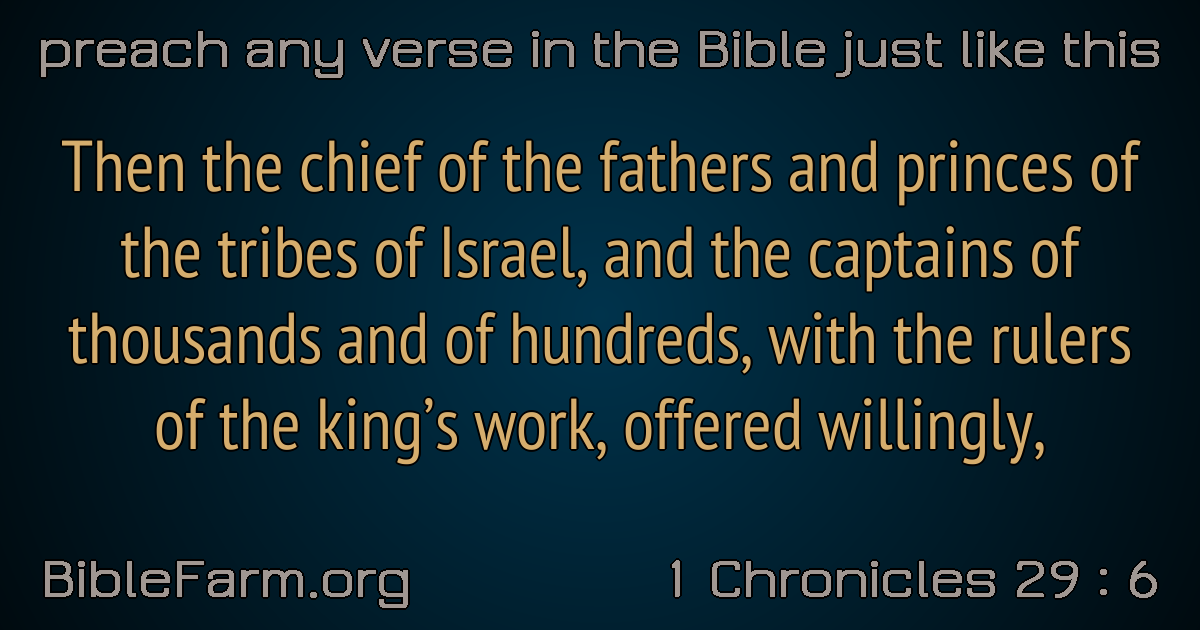 preach any verse in the Bible just like this
Then the chief of the fathers and princes of
the tribes of Israel, and the captains of
thousands and of hundreds, with the rulers
of the king’s work, offered willingly,
BibleFarm.org
1 Chronicles 29 : 6